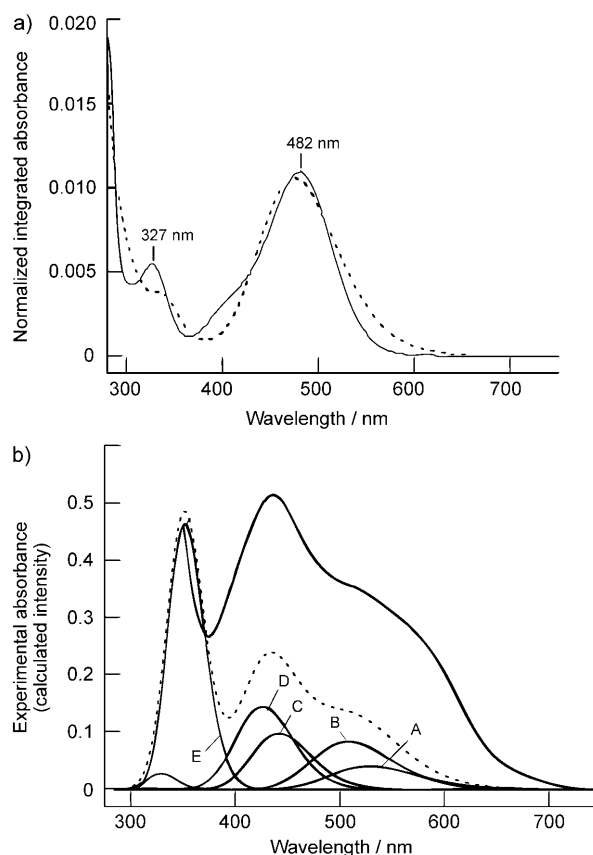 a)
0.020
0.015
0.010
0.005
0
Normalized integrated absorbance
327 nm
482 nm
300 400 500 600 700
Wavelength / nm
b)
0.5
0.4
0.3
0.2
0.1
0
Experimental absorbance
(calculated intensity)
D
C
B
A
E
300 400 500 600 700
Wavelength / nm